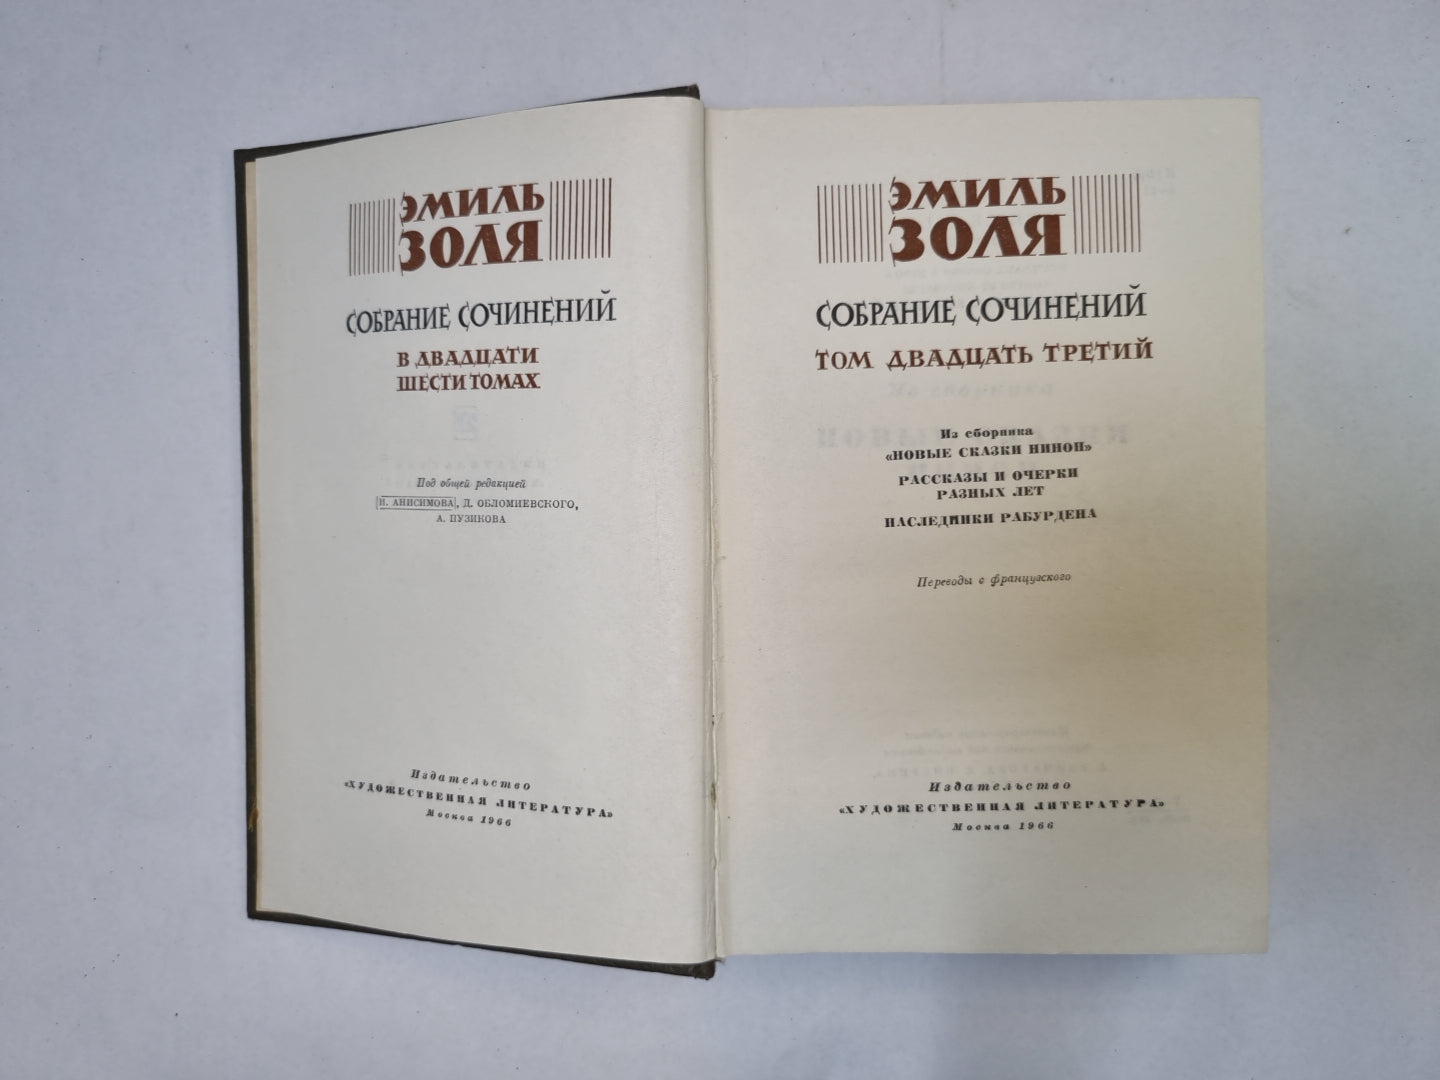 ЭМИЛЬ
ЗОЛЯ
СОБРАНИЕ СОЧИНЕНИЙ
В ДВАДЦАТИ
ШЕСТИ ТОМАХ
Под общей редакцией
И. АНИСИМОВА, Д. ОБЛОМИЕВСКОГО,
А. ПУЗИКОВА
Издательство
«ХУДОЖЕСТВЕННАЯ ЛИТЕРАТУРА»
Москва 1966
ЭМИЛЬ
ЗОЛЯ
СОБРАНИЕ СОЧИНЕНИЙ
ТОМ ДВАДЦАТЬ ТРЕТИЙ
Из сборника
«НОВЫЕ СКАЗКИ НИНОН»
РАССКАЗЫ И ОЧЕРКИ
РАЗНЫХ ЛЕТ
НАСЛЕДНИКИ РАБУРДЕНА
Переводы с французского
Издательство
«ХУДОЖЕСТВЕННАЯ ЛИТЕРАТУРА»
Москва 1966